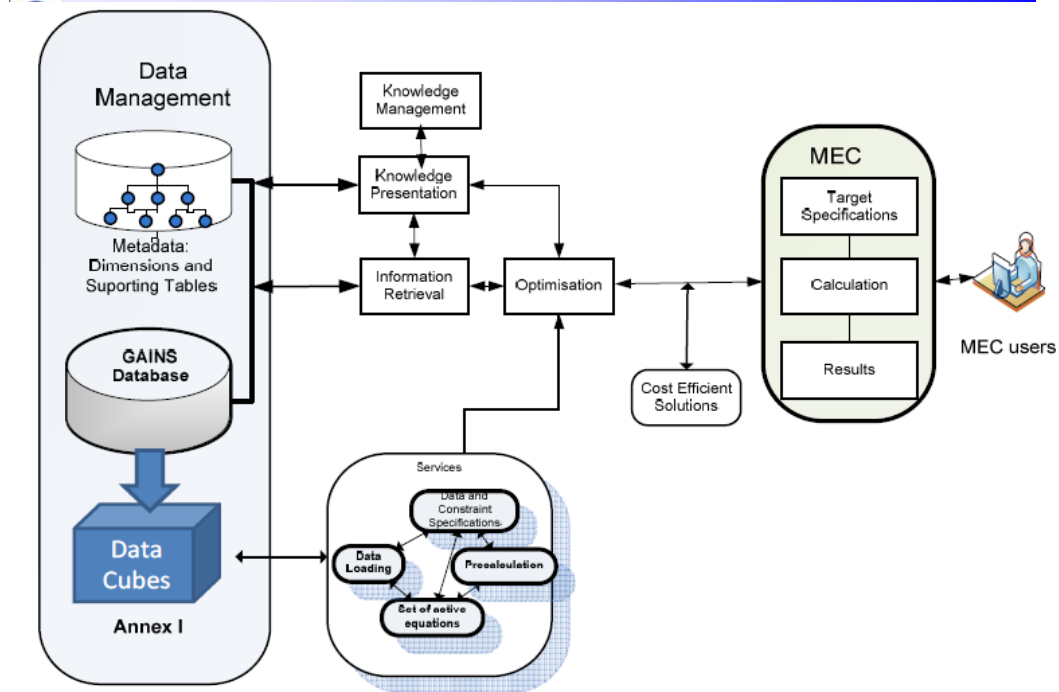 Data
Management
Metadata:
Dimensions and
Suporting Tables
GAINS
Database
Data
Cubes
Annex I
Knowledge
Management
Knowledge
Presentation
Information
Retrieval
Optimisation
Cost Efficient
Solutions
Services
Data and
Constraint
Specifications
Data
Loading
Precalculation
Set of active
equations
MEC
Target
Specifications
Calculation
Results
MEC users